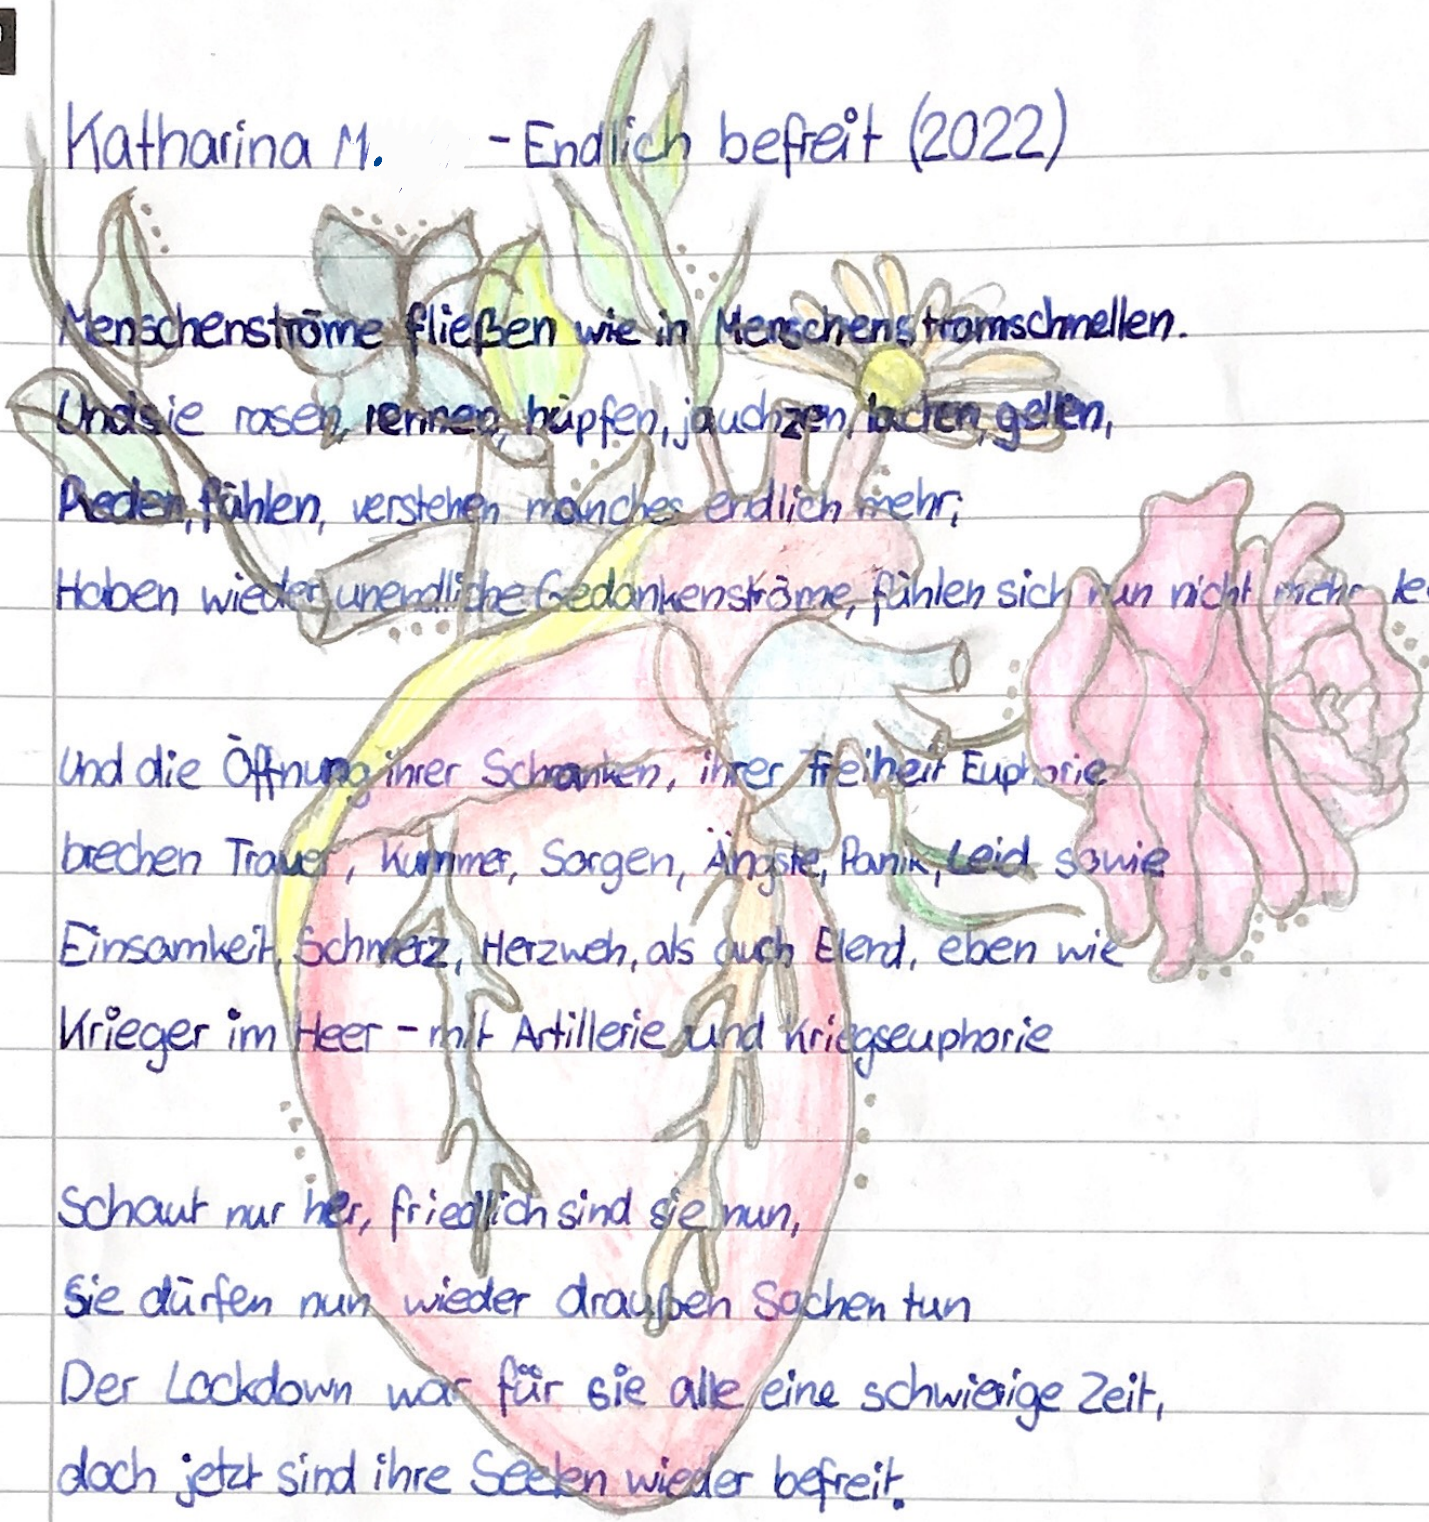 Katharina M. - Endlich befreit (2022)
Menschenströme fließen wie in Menschenstromschnellen.
Und sie rasen, rennen, hüpfen, jauchzen, lachen, gellen,
Reden, fühlen, verstehen manches endlich mehr;
Haben wieder unendliche Gedankenströme, fühlen sich nun nicht mehr
Und die Öffnung ihrer Schranken, ihrer Freiheit Euphorie
brechen Trauer, Kummer, Sorgen, Ängste, Panik, Leid sowie
Einsamkeit, Schmerz, Herzweh, als auch Elend, eben wie
Krieger im Heer - mit Artillerie und Kriegseuphorie
Schaut nur her, friedlich sind sie nun,
Sie dürfen nun wieder draußen Sachen tun
Der Lockdown war für sie alle eine schwierige Zeit,
doch jetzt sind ihre Seelen wieder befreit.